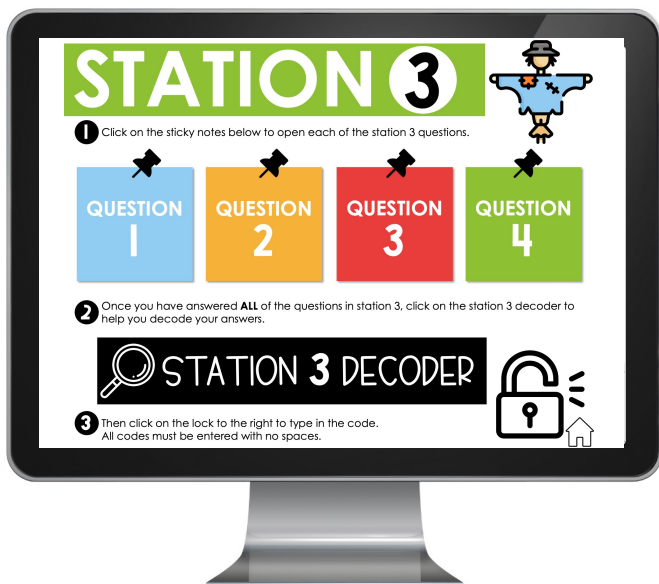 STATION 3
1 Click on the sticky notes below to open each of the station 3 questions.
QUESTION
1
QUESTION
2
QUESTION
3
QUESTION
4
2 Once you have answered ALL of the questions in station 3, click on the station 3 decoder to
help you decode your answers.
STATION 3 DECODER
3 Then click on the lock to the right to type in the code.
All codes must be entered with no spaces.